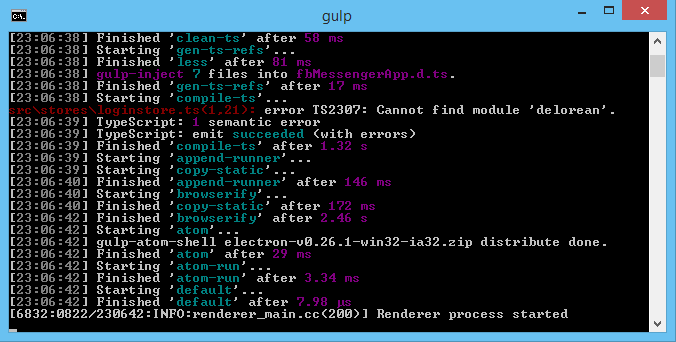 gulp
[23:06:38] Finished 'clean-ts' after 58 ms
[23:06:38] Starting 'gen-ts-refs'...
[23:06:38] Finished 'less' after 81 ms
[23:06:38] gulp-inject 7 files into fbMessengerApp.d.ts.
[23:06:38] Finished 'gen-ts-refs' after 17 ms
[23:06:38] Starting 'compile-ts'...
src\stores\loginstore.ts(1,21): error TS2307: Cannot find module 'delorean'.
[23:06:39] TypeScript: 1 semantic error
[23:06:39] TypeScript: emit succeeded (with errors)
[23:06:39] Finished 'compile-ts' after 1.32 s
[23:06:39] Starting 'append-runner'...
[23:06:39] Starting 'copy-static'...
[23:06:40] Finished 'append-runner' after 146 ms
[23:06:40] Starting 'browserify'...
[23:06:40] Finished 'copy-static' after 172 ms
[23:06:42] Finished 'browserify' after 2.46 s
[23:06:42] Starting 'atom'...
[23:06:42] gulp-atom-shell electron-v0.26.1-win32-ia32.zip distribute done.
[23:06:42] Finished 'atom' after 29 ms
[23:06:42] Starting 'atom-run'...
[23:06:42] Finished 'atom-run' after 3.34 ms
[23:06:42] Starting 'default'...
[23:06:42] Finished 'default' after 7.98 μs
[6832:0822/230642:INFO:renderer_main.cc(200)] Renderer process started